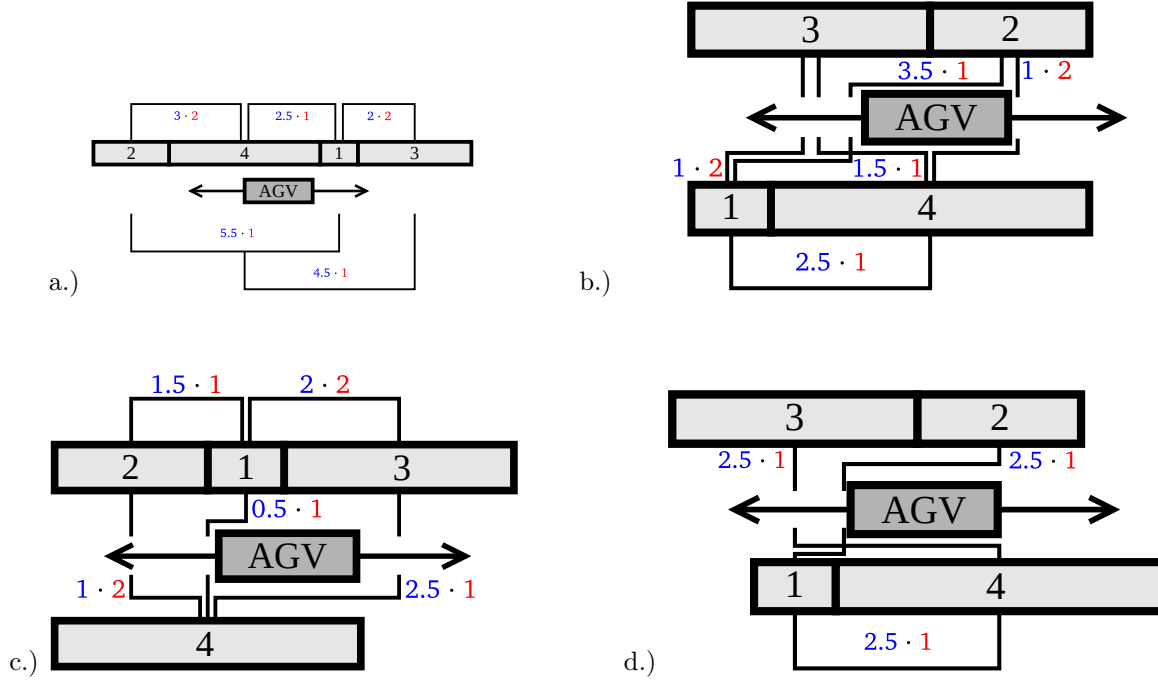 3 · 2 2.5 · 1 2 · 2
2 4 1 3
AGV
5.5 · 1
4.5 · 1
a.)
3 2
3.5 · 1 1 · 2
AGV
1 · 2 1.5 · 1
1 4
2.5 · 1
b.)
1.5 · 1 2 · 2
2 1 3
0.5 · 1
AGV
1 · 2 2.5 · 1
4
c.)
3 2
2.5 · 1 2.5 · 1
AGV
1 4
2.5 · 1
d.)